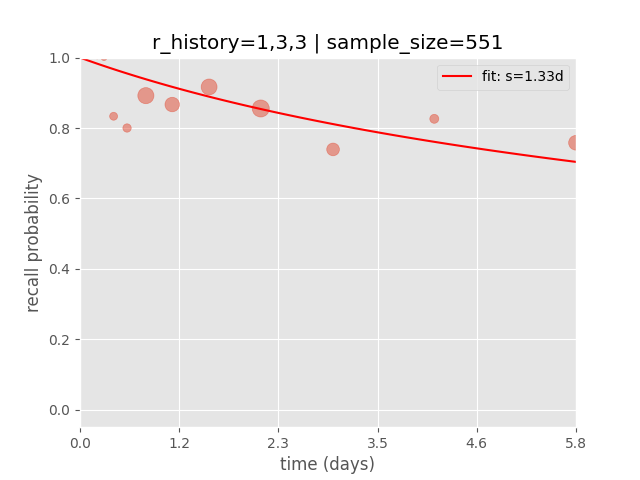 r_history=1,3,3 | sample_size=551
fit: s=1.33d
recall probability
1.0
0.8
0.6
0.4
0.2
0.0
0.0 1.2 2.3 3.5 4.6 5.8
time (days)